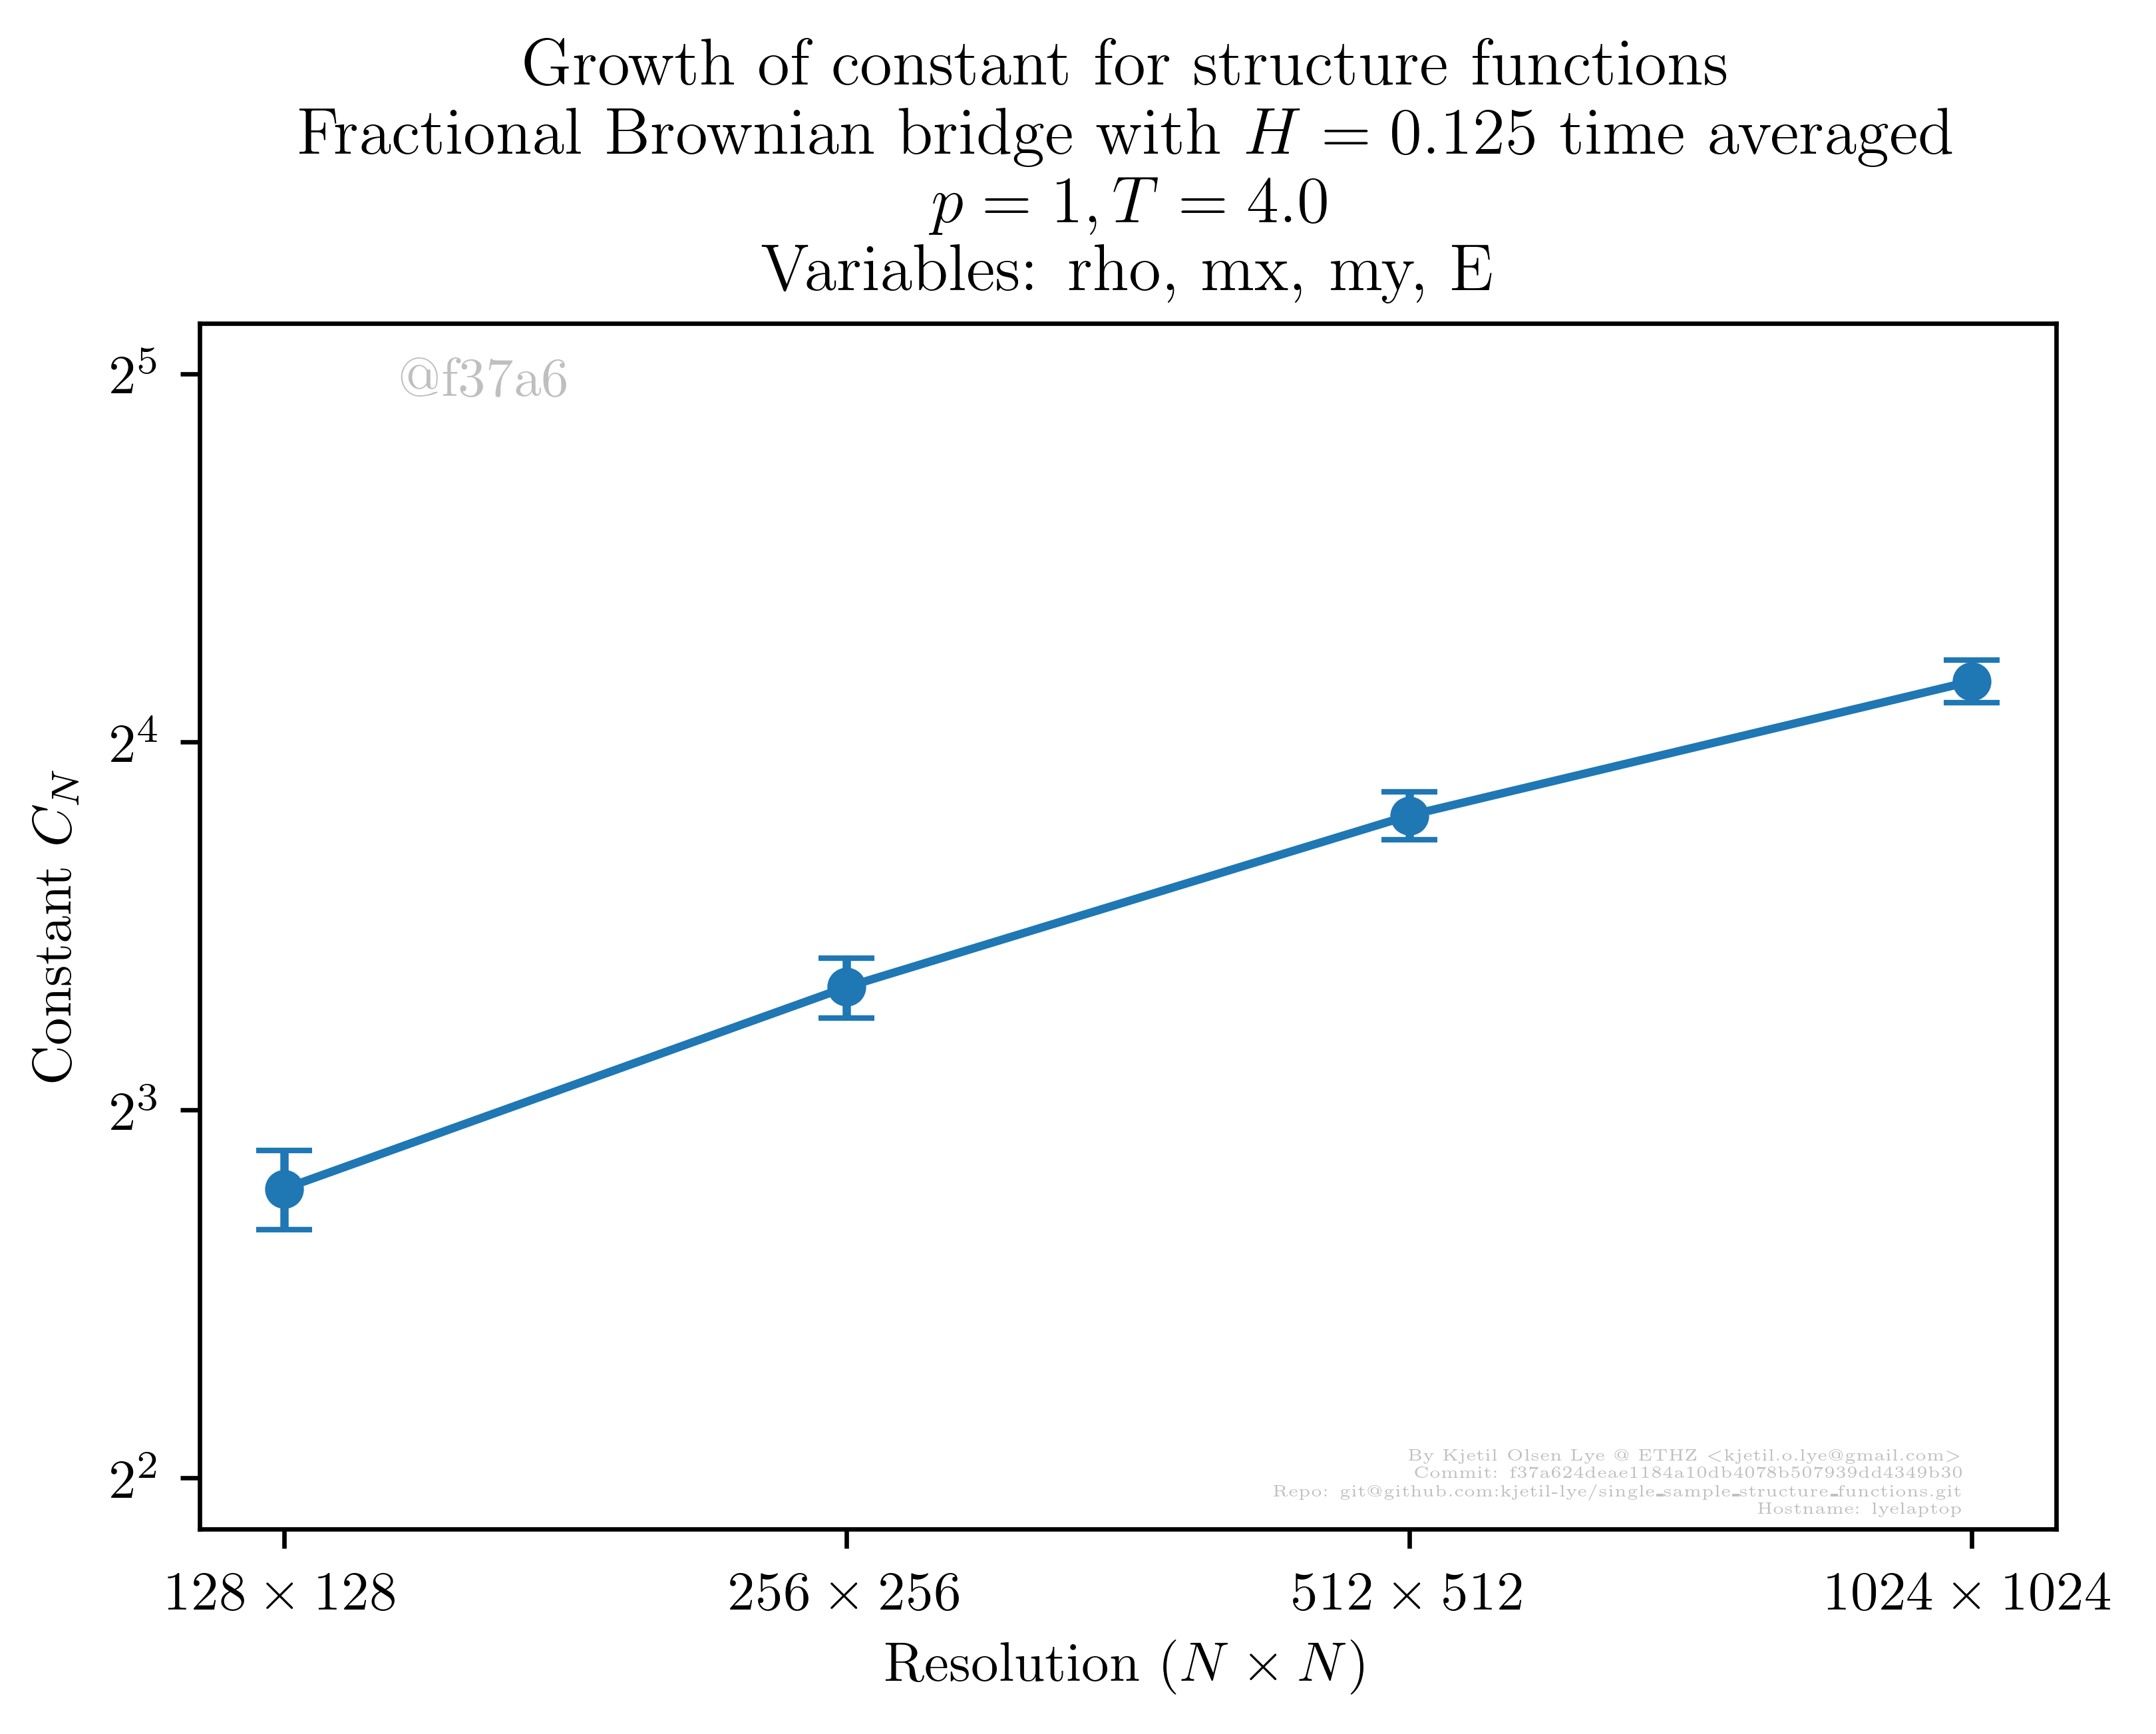 Growth of constant for structure functions
Fractional Brownian bridge with H = 0.125 time averaged
p = 1, T = 4.0
Variables: rho, mx, my, E
2^5
@f37a6
2^4
Constant C_N
2^3
2^2
By Kjetil Olsen Lye @ ETHZ <kjetil.o.lye@gmail.com>
Commit: f37a624deae1184a10db4078b507939dd4349b30
Repo: git@github.com:kjetil-lye/single_sample_structure_functions.git
Hostname: lyelaptop
128 × 128 256 × 256 512 × 512 1024 × 1024
Resolution (N × N)